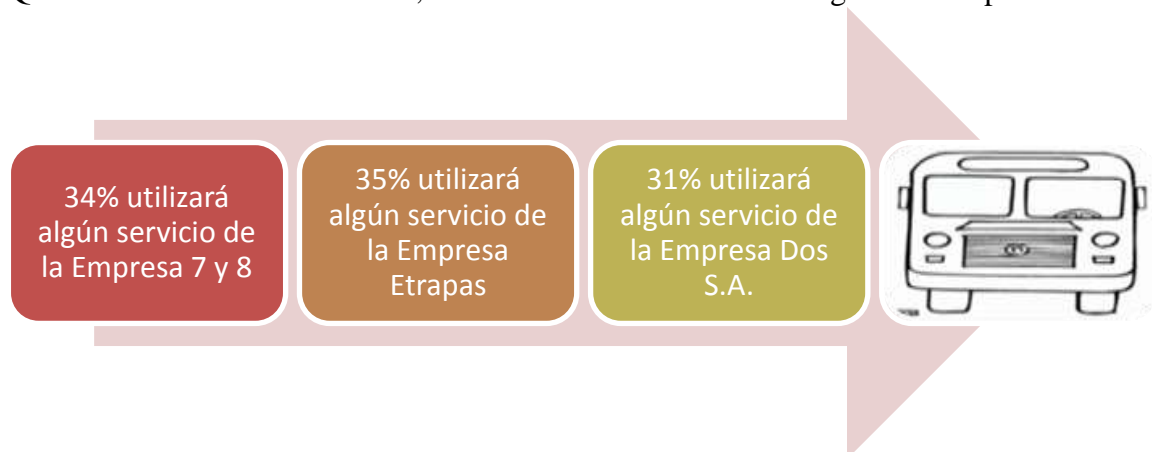 34% utilizará
algún servicio de
la Empresa 7 y 8
35% utilizará
algún servicio de
la Empresa
Etrapas
31% utilizará
algún servicio de
la Empresa Dos
S.A.